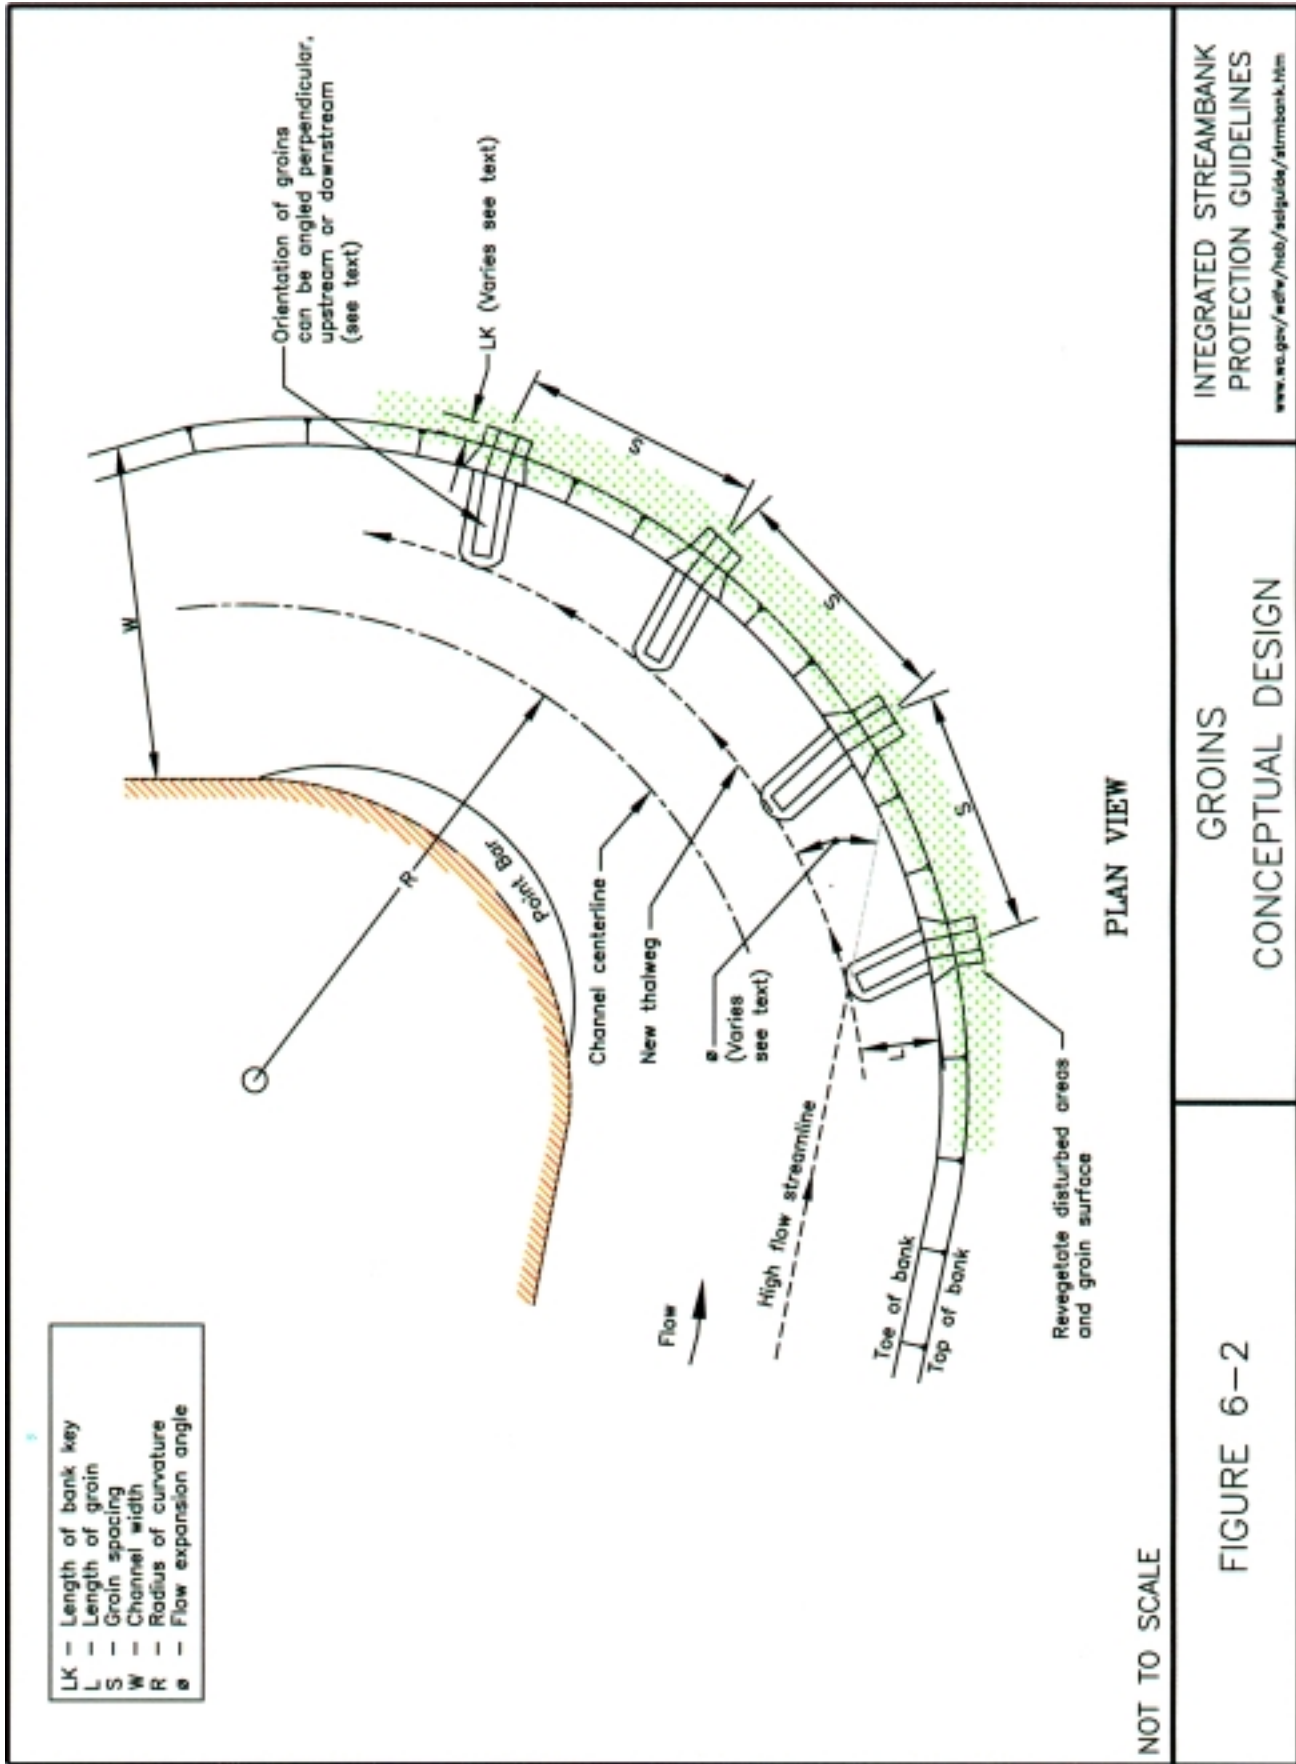 LK – Length of bank key
L – Length of groin
S – Groin spacing
W – Channel width
R – Radius of curvature
ø – Flow expansion angle
Orientation of groins
can be angled perpendicular,
upstream or downstream
(see text)
LK (Varies see text)
W
R
Point Bar
S
S
S
Channel centerline
New thalweg
ø
(Varies
see text)
L
Flow
High flow streamline
Toe of bank
Top of bank
Revegetate disturbed areas
and groin surface
PLAN VIEW
NOT TO SCALE
FIGURE 6-2
GROINS
CONCEPTUAL DESIGN
INTEGRATED STREAMBANK
PROTECTION GUIDELINES